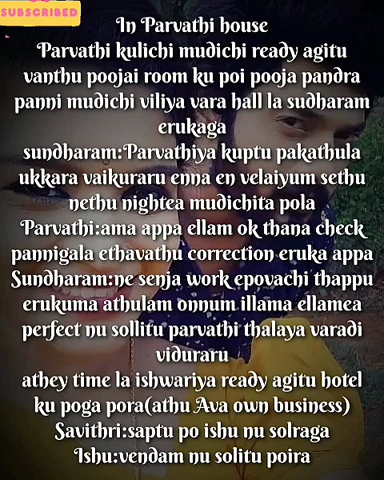 SUBSCRIBED
In Parvathi house
Parvathi kulichi mudichi ready agitu
vanthu poojai room ku poi pooja pandra
panni mudichi viliya vara hall la sudharam
erukaga
sundharam:Parvathiya kuptu pakathula
ukkara vaikuraru enna en velaiyum sethu
nethu nightea mudichita pola
Parvathi:ama appa ellam ok thana check
pannigala ethavathu correction eruka appa
Sundharam:ne senja work epovachi thappu
erukuma athulam onnum illama ellamea
perfect nu sollitu parvathi thalaya varadi
viduraru
athey time la ishwariya ready agitu hotel
ku poga pora(athu Ava own business)
Savithri:saptu po ishu nu solraga
Ishu:vendam nu solitu poira